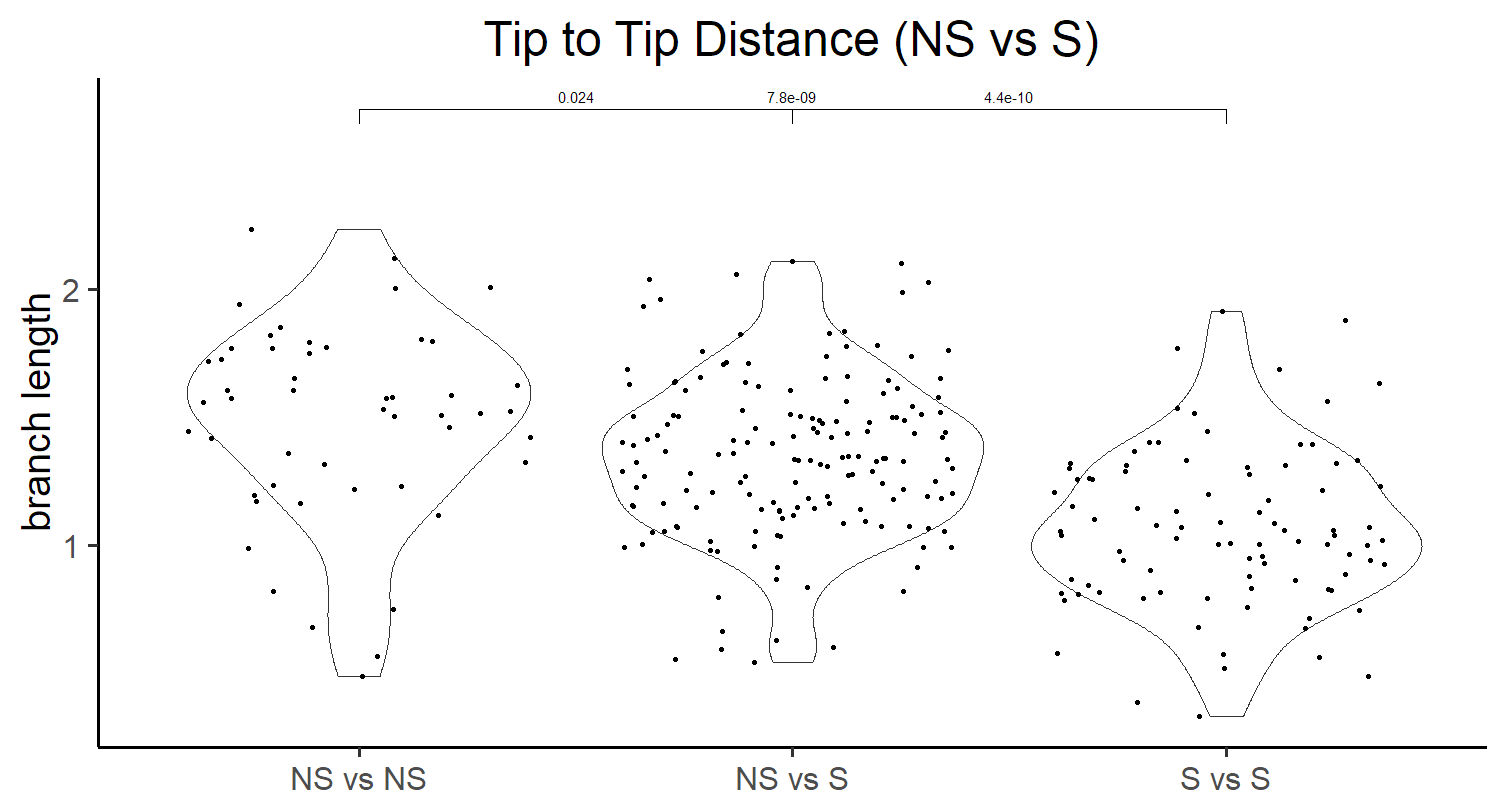 Tip to Tip Distance (NS vs S)
0.024 7.8e-09 4.4e-10
branch length
2
1
NS vs NS NS vs S S vs S